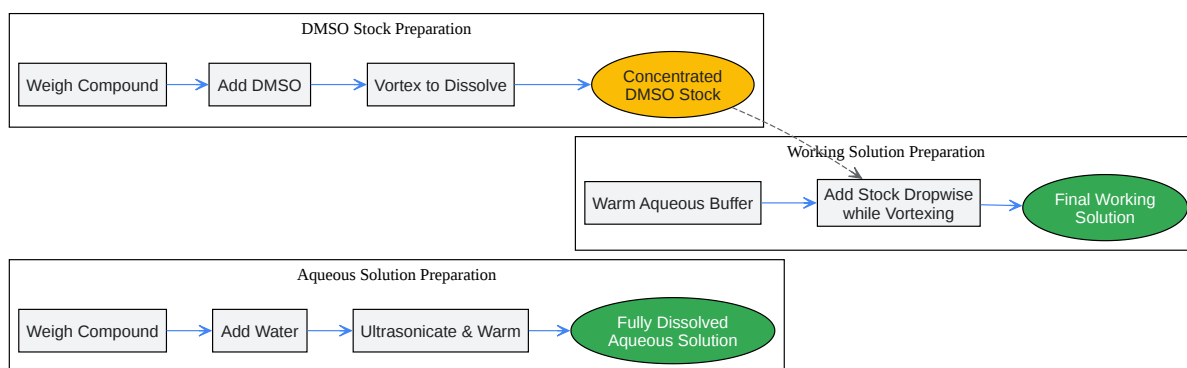 DMSO Stock Preparation
Weigh Compound
Add DMSO
Vortex to Dissolve
Concentrated
DMSO Stock
Working Solution Preparation
Warm Aqueous Buffer
Add Stock Dropwise
while Vortexing
Final Working
Solution
Aqueous Solution Preparation
Weigh Compound
Add Water
Ultrasonicate & Warm
Fully Dissolved
Aqueous Solution